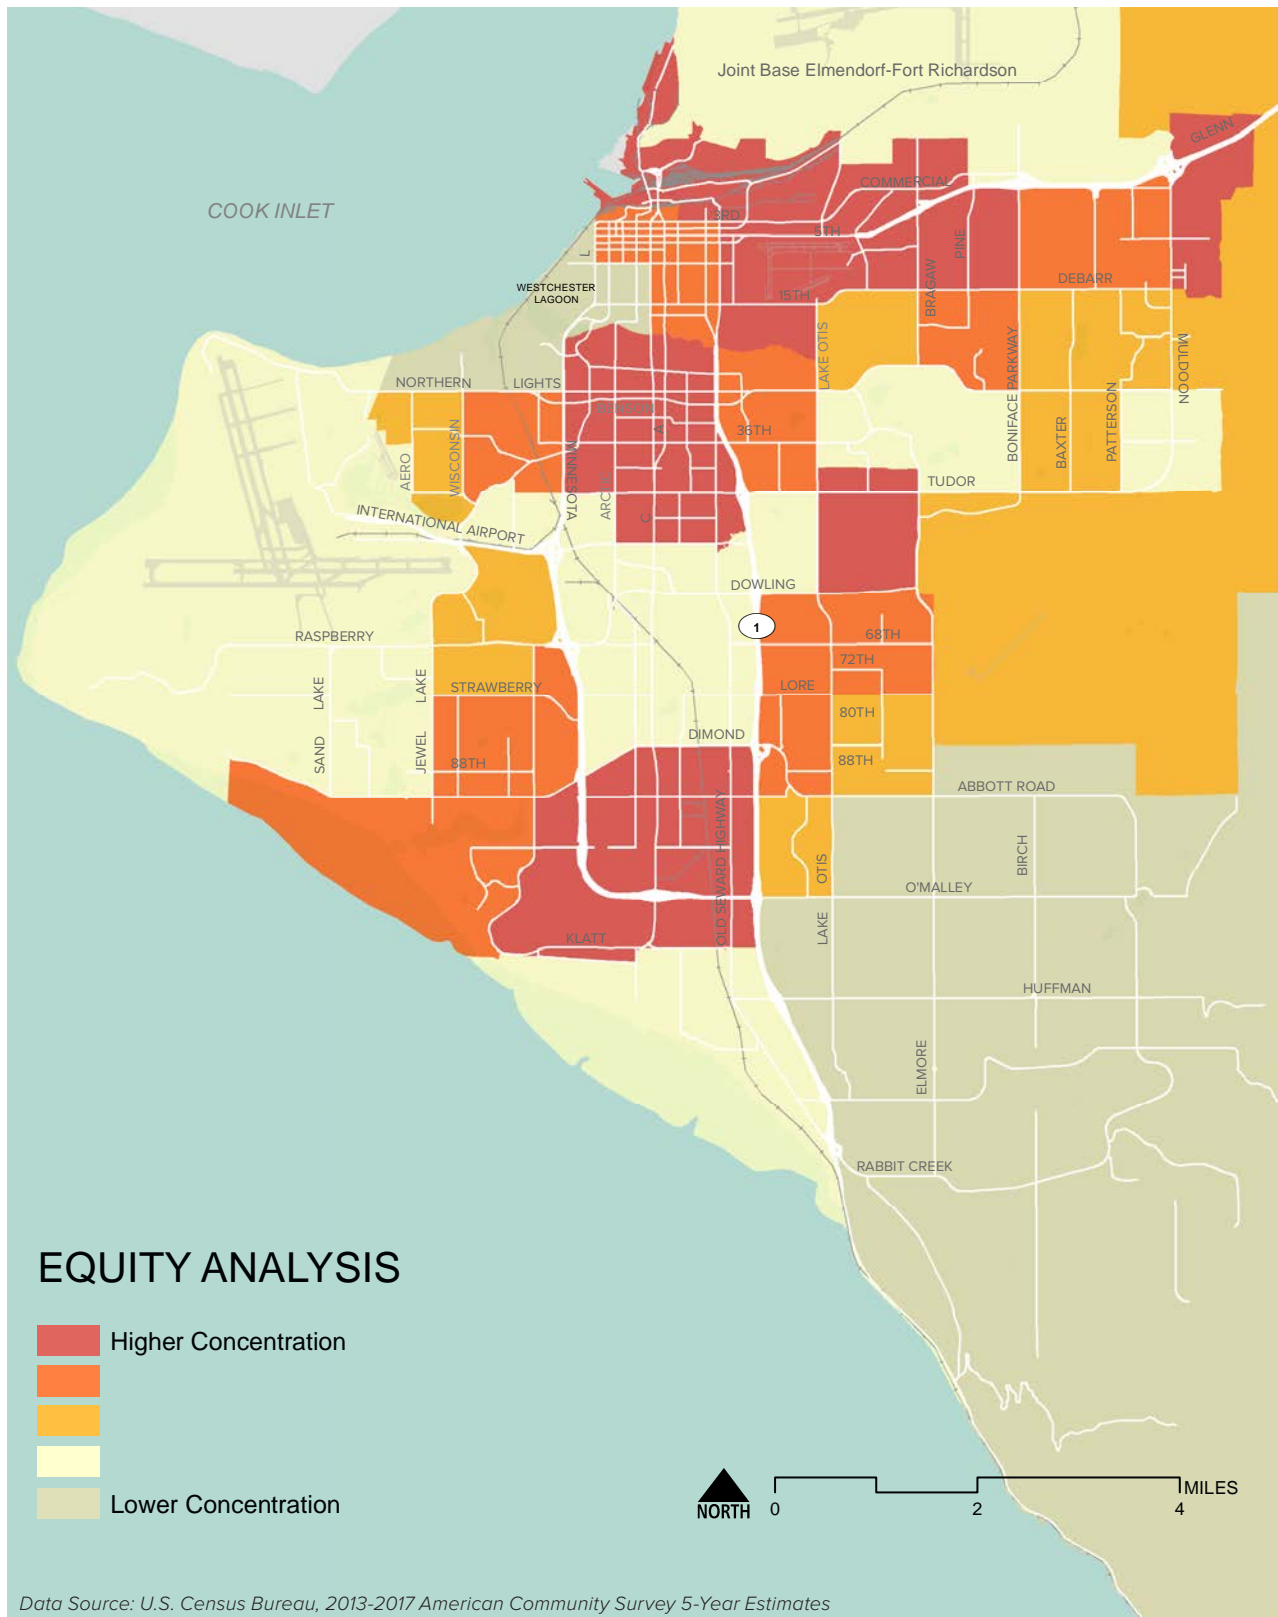 Joint Base Elmendorf-Fort Richardson
GLENN
COMMERCIAL
COOK INLET
3RD
5TH
PINE
L
BRAGAW
DEBARR
WESTCHESTER
LAGOON
15TH
LAKE OTIS
BONIFACE PARKWAY
MULDOON
NORTHERN
LIGHTS
BENSON
A
36TH
WISCONSIN
AERO
MINNESOTA
ARCTIC
C
BAXTER
PATTERSON
TUDOR
INTERNATIONAL AIRPORT
DOWLING
1
RASPBERRY
68TH
72TH
LAKE
LAKE
STRAWBERRY
LORE
80TH
DIMOND
SAND
JEWEL
88TH
88TH
ABBOTT ROAD
OLD SEWARD HIGHWAY
OTIS
BIRCH
O'MALLEY
LAKE
KLATT
HUFFMAN
ELMORE
RABBIT CREEK
EQUITY ANALYSIS
Higher Concentration
Lower Concentration
NORTH
0
2
4
MILES
Data Source: U.S. Census Bureau, 2013-2017 American Community Survey 5-Year Estimates